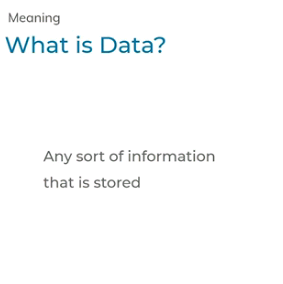 Meaning
What is Data?
Any sort of information
that is stored